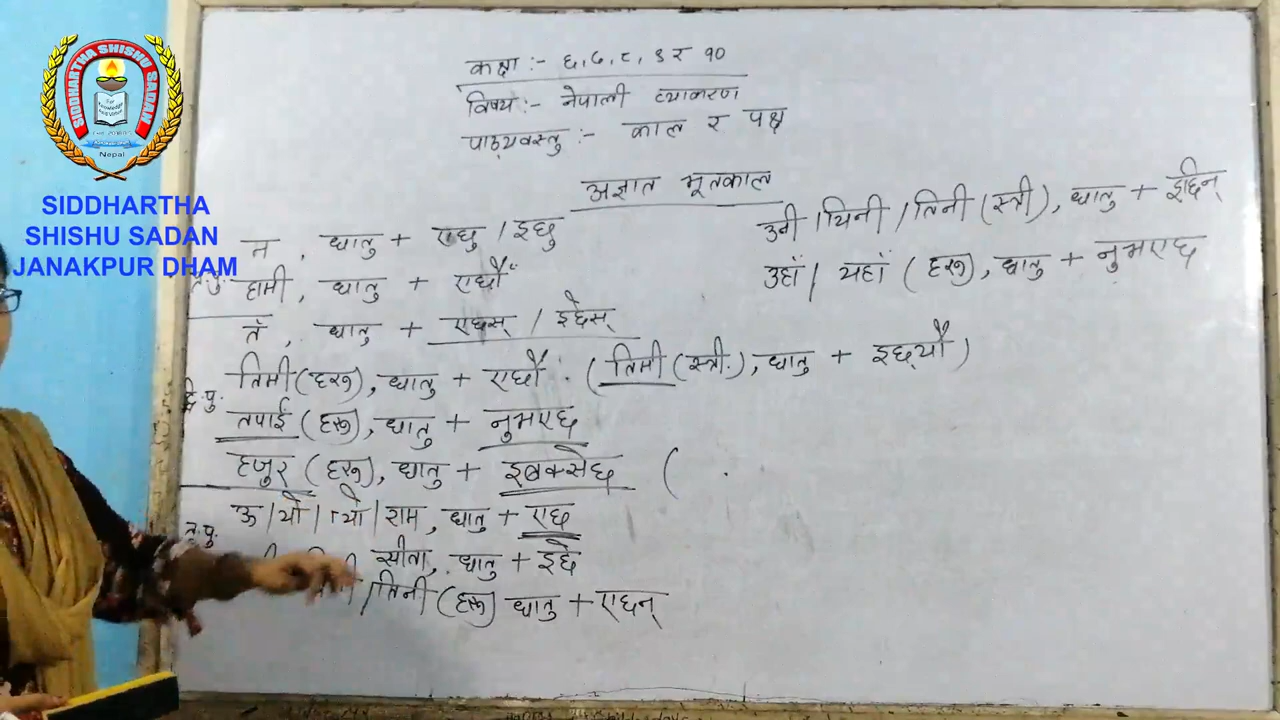 SIDDHARTHA SHISHU SADAN
Nepal
SIDDHARTHA
SHISHU SADAN
JANAKPUR DHAM
कक्षा :- ६, ७, ८, ९ र १०
विषय :- नेपाली व्याकरण
पाठ्यवस्तु :- काल र पक्ष
अज्ञात भूतकाल
म , धातु + एछु / इछु
हामी , धातु + एछौँ
तँ , धातु + एछस् / इछेस्
द्वि.पु. तिमी (हरू), धातु + एछौ . ( तिमी (स्त्री.), धातु + इछ्यौ )
तपाईं (हरू), धातु + नुभएछ
हजुर (हरू), धातु + इबक्सेछ (
तृ.पु. ऊ / यो / त्यो / राम , धातु + एछ
सीता, धातु + इछे
/ तिनी (हरू) धातु + एछन्
उनी / यिनी / तिनी (स्त्री), धातु + इछिन्
उहाँ / यहाँ (हरू), धातु + नुभएछ